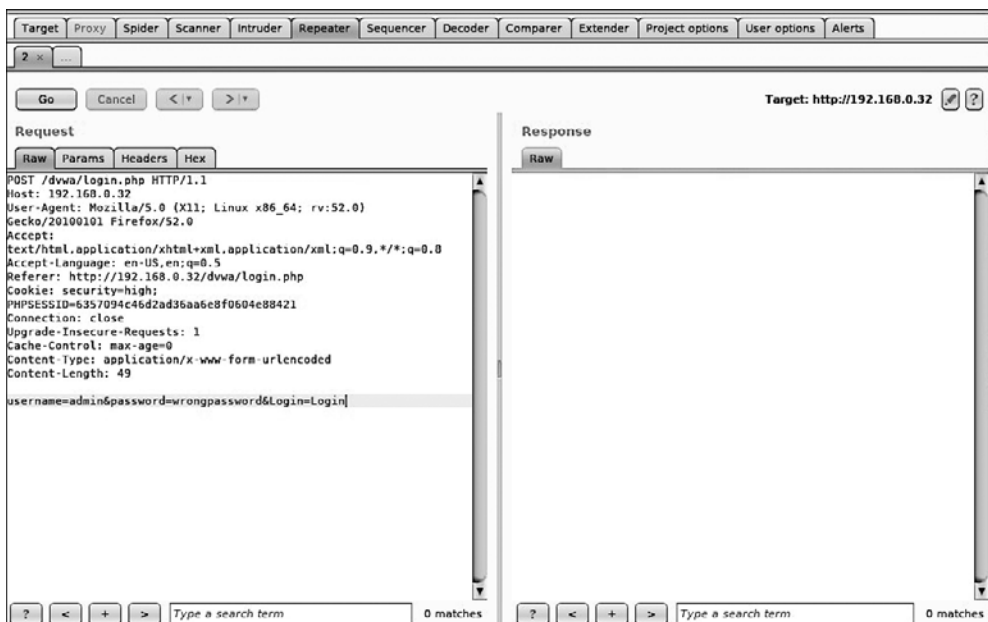 Target Proxy Spider Scanner Intruder Repeater Sequencer Decoder Comparer Extender Project options User options Alerts
2 × ...
Go Cancel < > Target: http://192.168.0.32 ?
Request
Raw Params Headers Hex
POST /dvwa/login.php HTTP/1.1
Host: 192.168.0.32
User-Agent: Mozilla/5.0 (X11; Linux x86_64; rv:52.0)
Gecko/20100101 Firefox/52.0
Accept:
text/html,application/xhtml+xml,application/xml;q=0.9,*/*;q=0.8
Accept-Language: en-US,en;q=0.5
Referer: http://192.168.0.32/dvwa/login.php
Cookie: security=high;
PHPSESSID=6357094c46d2ad36aa6e8f0604e88421
Connection: close
Upgrade-Insecure-Requests: 1
Cache-Control: max-age=0
Content-Type: application/x-www-form-urlencoded
Content-Length: 49
username=admin&password=wrongpassword&Login=Login
? < + > Type a search term 0 matches
Response
Raw
? < + > Type a search term 0 matches